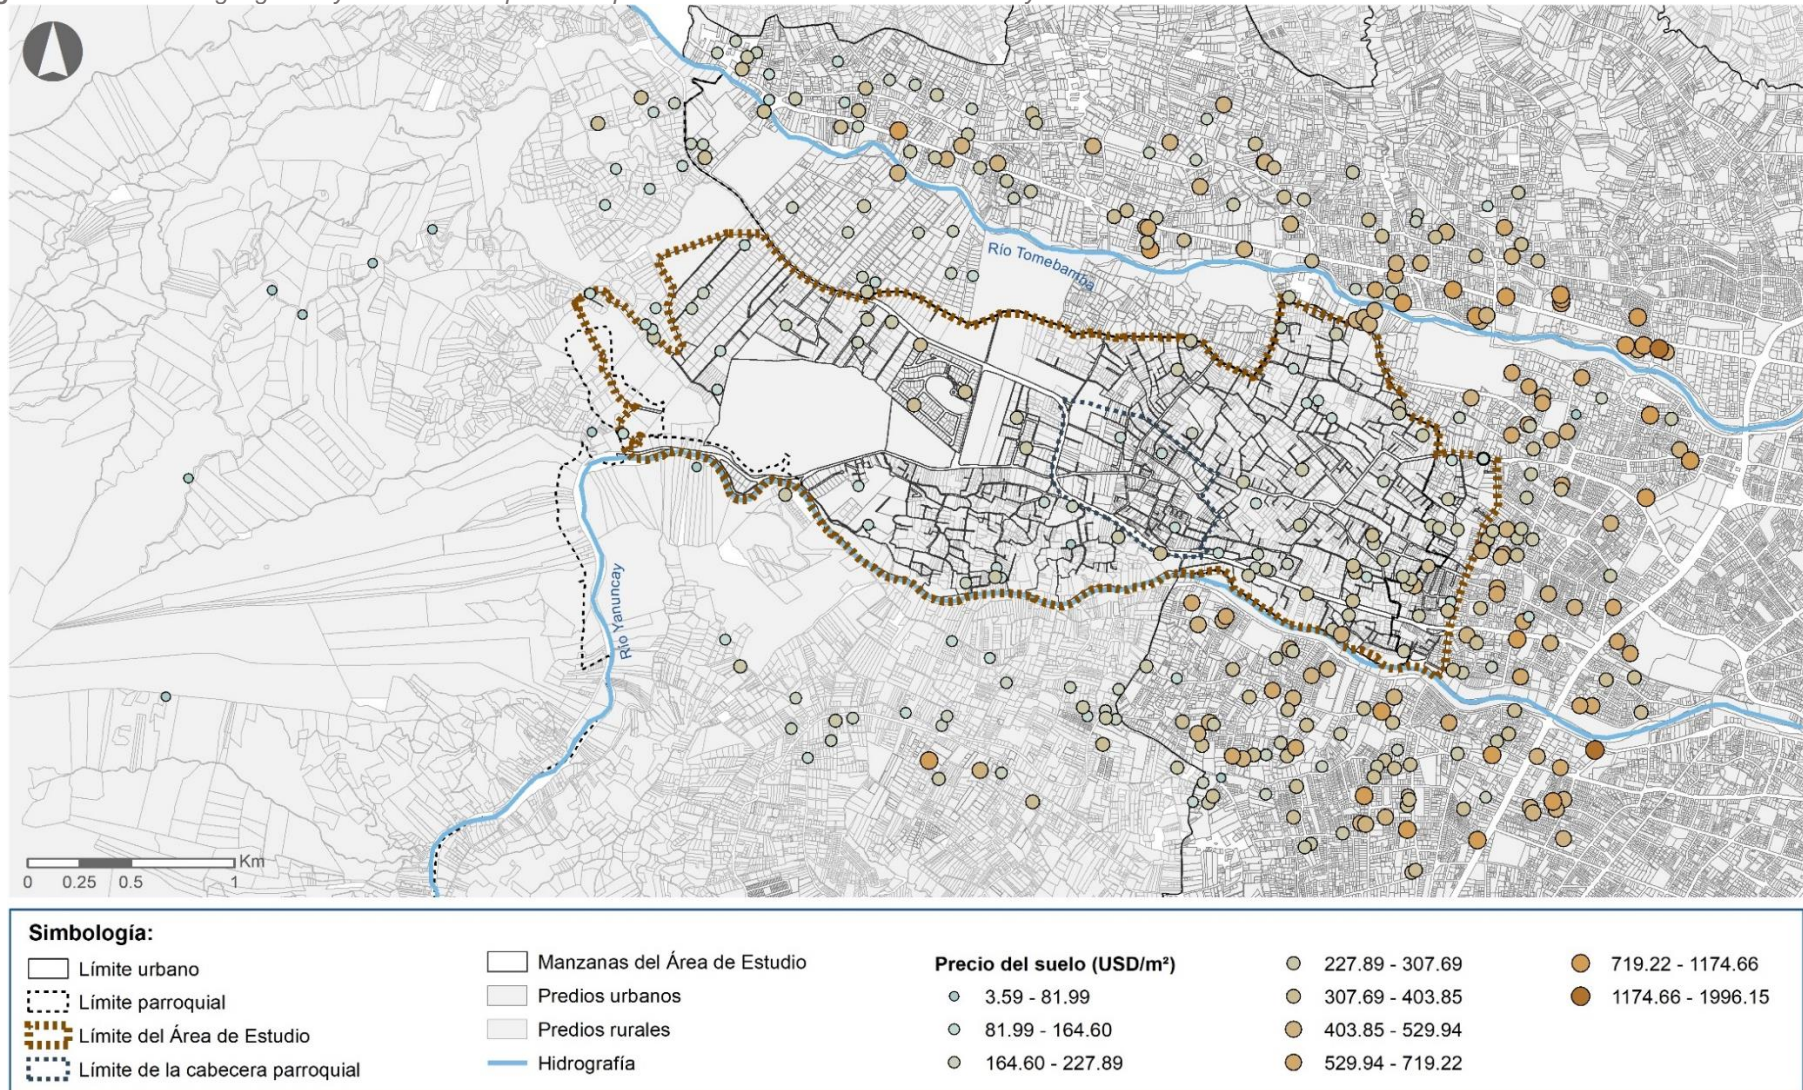 Río Tomebamba
Río Yanuncay
Km
0 0.25 0.5 1
Simbología:
Límite urbano
Límite parroquial
Límite del Área de Estudio
Límite de la cabecera parroquial
Manzanas del Área de Estudio
Predios urbanos
Predios rurales
Hidrografía
Precio del suelo (USD/m²)
3.59 - 81.99
81.99 - 164.60
164.60 - 227.89
227.89 - 307.69
307.69 - 403.85
403.85 - 529.94
529.94 - 719.22
719.22 - 1174.66
1174.66 - 1996.15